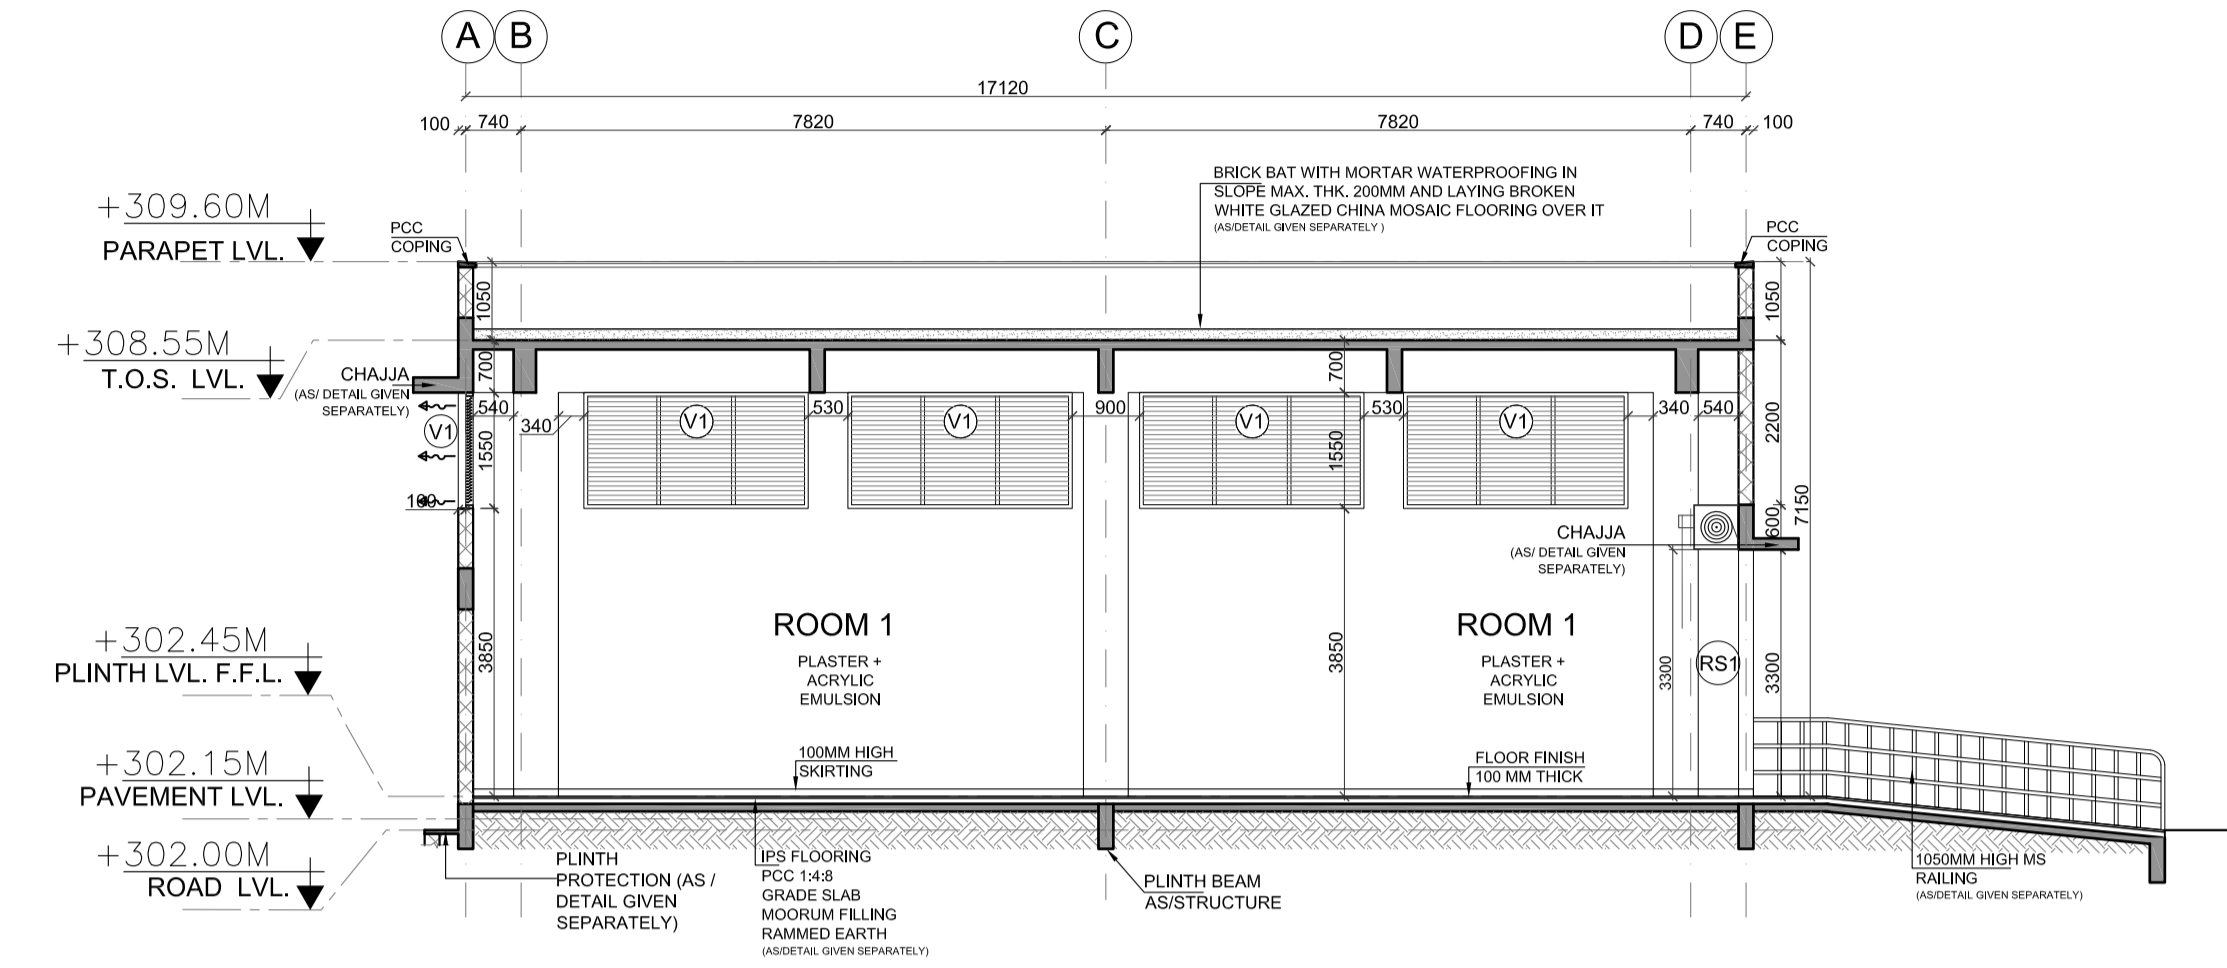 A B C D E
17120
100 740 7820 7820 740 100
BRICK BAT WITH MORTAR WATERPROOFING IN
SLOPE MAX. THK. 200MM AND LAYING BROKEN
WHITE GLAZED CHINA MOSAIC FLOORING OVER IT
(AS/DETAIL GIVEN SEPARATELY )
+309.60M
PARAPET LVL.
PCC
COPING
PCC
COPING
1050
1050
+308.55M
T.O.S. LVL.
700
700
CHAJJA
(AS/ DETAIL GIVEN
SEPARATELY)
540 340 530 900 530 340 540
V1 V1 V1 V1 V1
1550
1550
2200
100
7150
600
CHAJJA
(AS/ DETAIL GIVEN
SEPARATELY)
ROOM 1
PLASTER +
ACRYLIC
EMULSION
ROOM 1
PLASTER +
ACRYLIC
EMULSION
3850
3850
3300
RS1
3300
+302.45M
PLINTH LVL. F.F.L.
100MM HIGH
SKIRTING
FLOOR FINISH
100 MM THICK
+302.15M
PAVEMENT LVL.
+302.00M
ROAD LVL.
PLINTH
PROTECTION (AS /
DETAIL GIVEN
SEPARATELY)
IPS FLOORING
PCC 1:4:8
GRADE SLAB
MOORUM FILLING
RAMMED EARTH
(AS/DETAIL GIVEN SEPARATELY)
PLINTH BEAM
AS/STRUCTURE
1050MM HIGH MS
RAILING
(AS/DETAIL GIVEN SEPARATELY)